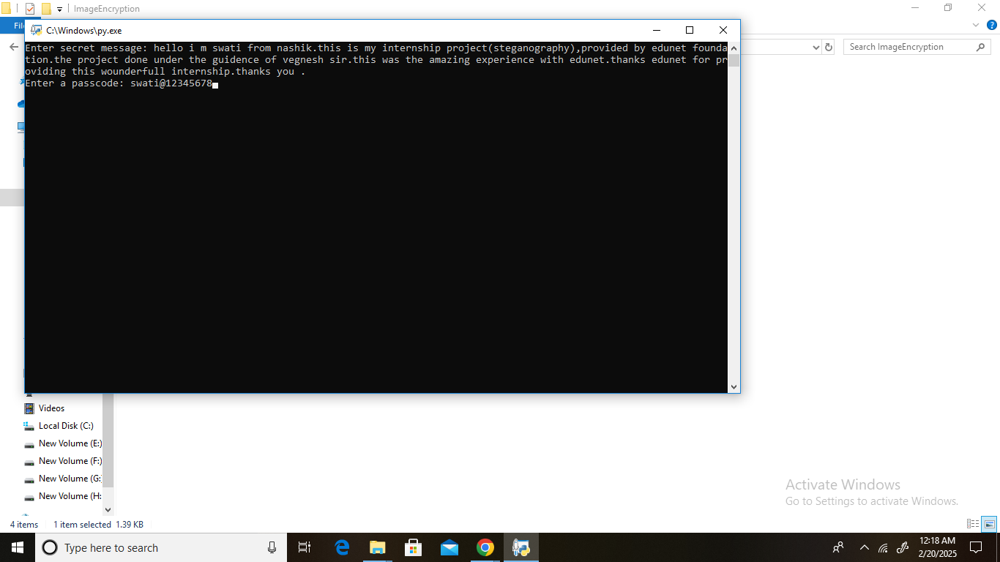 ImageEncryption
Fil
C:\Windows\py.exe
Search ImageEncryption
Enter secret message: hello i m swati from nashik.this is my internship project(steganography),provided by edunet founda
tion.the project done under the guidence of vegnesh sir.this was the amazing experience with edunet.thanks edunet for pr
oviding this wounderfull internship.thanks you .
Enter a passcode: swati@12345678
Videos
Local Disk (C:)
New Volume (E:)
New Volume (F:)
New Volume (G:
New Volume (H:
Activate Windows
Go to Settings to activate Windows.
4 items 1 item selected 1.39 KB
Type here to search
12:18 AM
2/20/2025